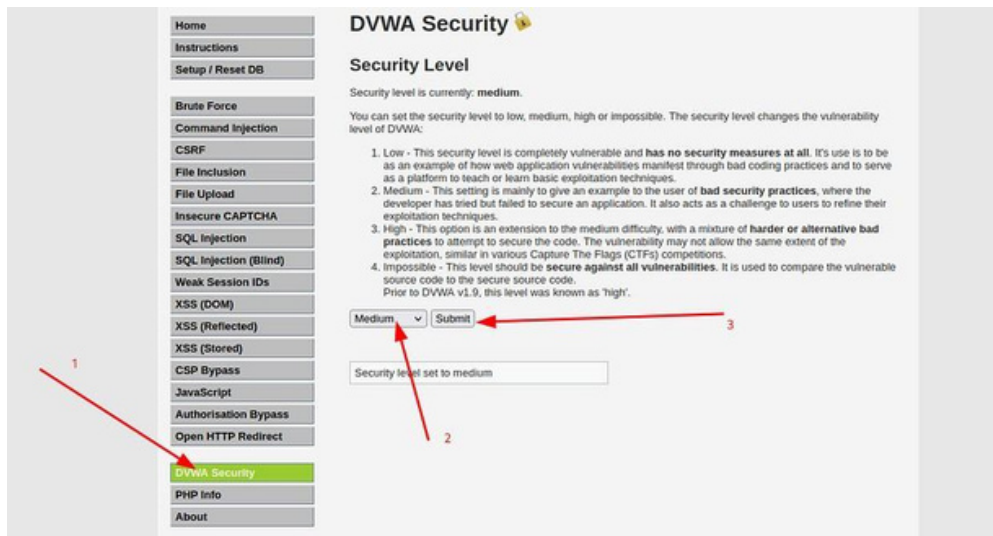 Home
Instructions
Setup / Reset DB
Brute Force
Command Injection
CSRF
File Inclusion
File Upload
Insecure CAPTCHA
SQL Injection
SQL Injection (Blind)
Weak Session IDs
XSS (DOM)
XSS (Reflected)
XSS (Stored)
CSP Bypass
JavaScript
Authorisation Bypass
Open HTTP Redirect
DVWA Security
PHP Info
About
DVWA Security
Security Level
Security level is currently: medium.
You can set the security level to low, medium, high or impossible. The security level changes the vulnerability
level of DVWA:
1. Low - This security level is completely vulnerable and has no security measures at all. It's use is to be
as an example of how web application vulnerabilities manifest through bad coding practices and to serve
as a platform to teach or learn basic exploitation techniques.
2. Medium - This setting is mainly to give an example to the user of bad security practices, where the
developer has tried but failed to secure an application. It also acts as a challenge to users to refine their
exploitation techniques.
3. High - This option is an extension to the medium difficulty, with a mixture of harder or alternative bad
practices to attempt to secure the code. The vulnerability may not allow the same extent of the
exploitation, similar in various Capture The Flags (CTFs) competitions.
4. Impossible - This level should be secure against all vulnerabilities. It is used to compare the vulnerable
source code to the secure source code.
Prior to DVWA v1.9, this level was known as 'high'.
Medium Submit
Security level set to medium
1
2
3